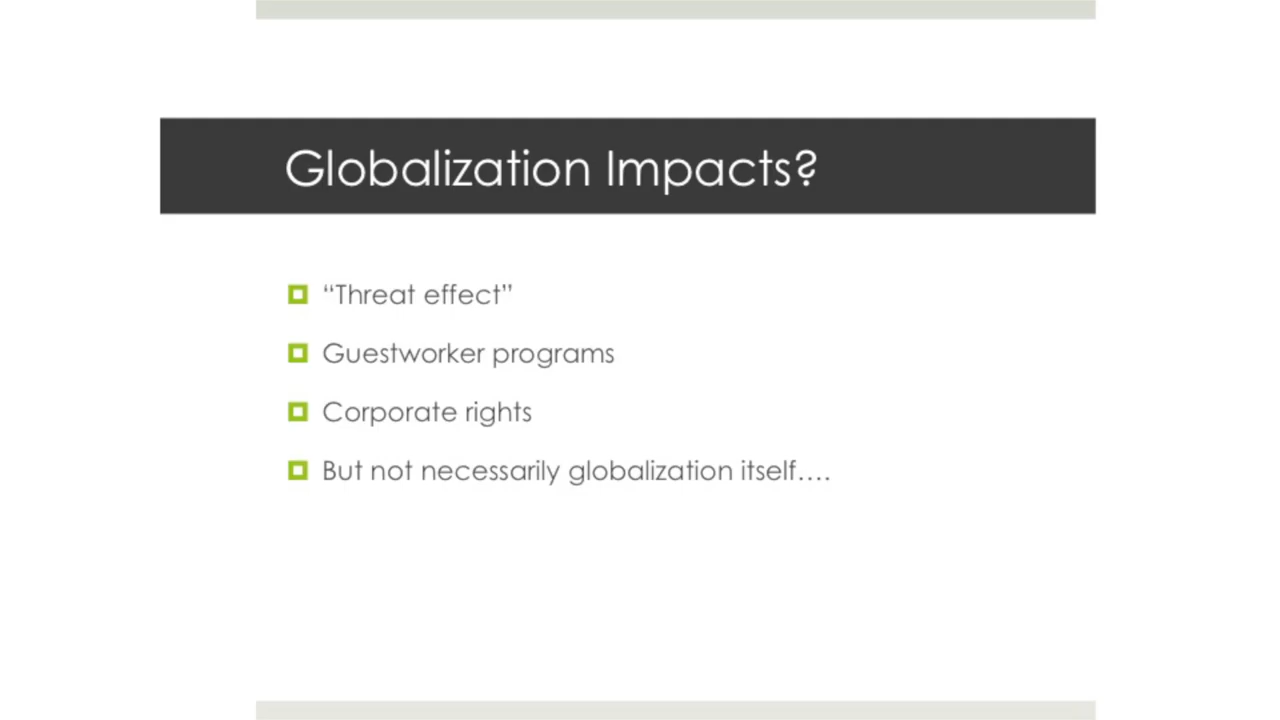 Globalization Impacts?
“Threat effect”
Guestworker programs
Corporate rights
But not necessarily globalization itself….